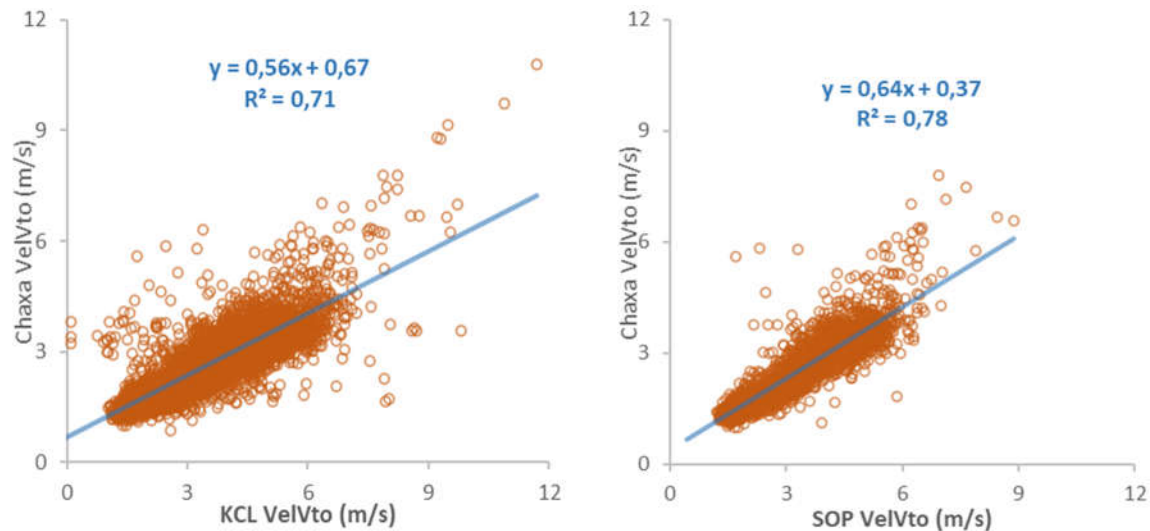 12
9
6
3
0
Chaxa VelVto (m/s)
y = 0,56x + 0,67
R² = 0,71
0 3 6 9 12
KCL VelVto (m/s)
12
9
6
3
0
Chaxa VelVto (m/s)
y = 0,64x + 0,37
R² = 0,78
0 3 6 9 12
SOP VelVto (m/s)